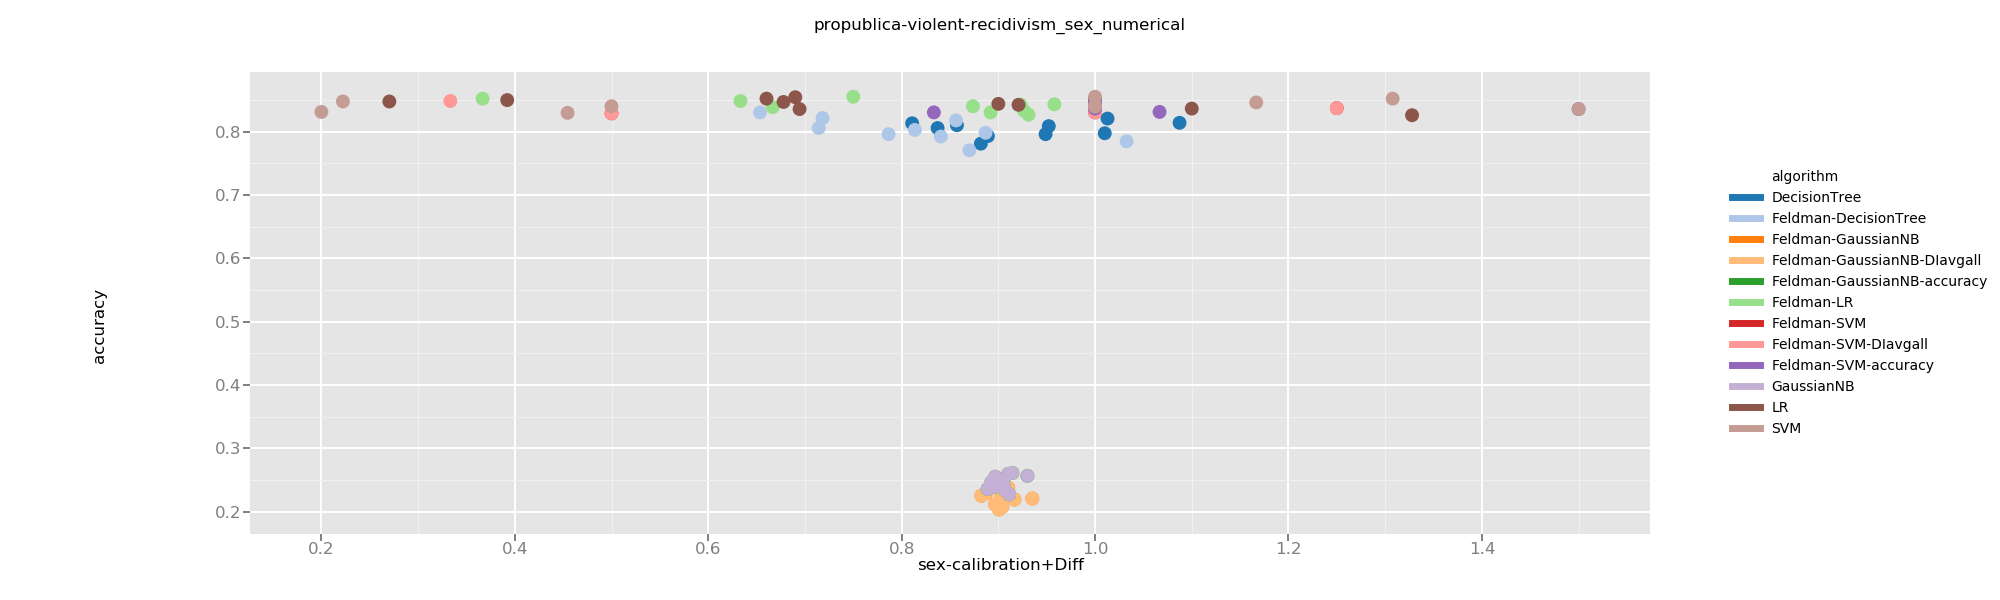 propublica-violent-recidivism_sex_numerical
accuracy
0.8
0.7
0.6
0.5
0.4
0.3
0.2
0.2 0.4 0.6 0.8 1.0 1.2 1.4
sex-calibration+Diff
algorithm
DecisionTree
Feldman-DecisionTree
Feldman-GaussianNB
Feldman-GaussianNB-DIavgall
Feldman-GaussianNB-accuracy
Feldman-LR
Feldman-SVM
Feldman-SVM-DIavgall
Feldman-SVM-accuracy
GaussianNB
LR
SVM